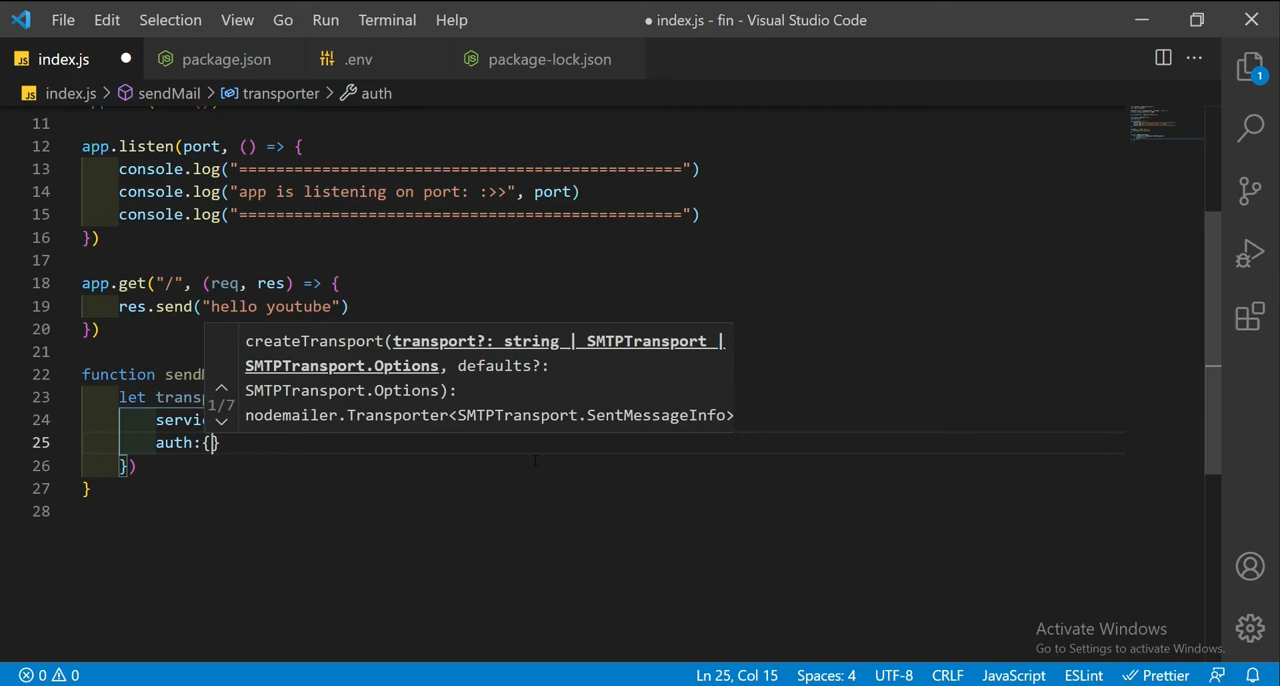 File Edit Selection View Go Run Terminal Help ● index.js - fin - Visual Studio Code
JS index.js ● package.json .env package-lock.json ···
JS index.js > sendMail > transporter > auth
1
11
12 app.listen(port, () => {
13 console.log("================================================")
14 console.log("app is listening on port: :>>", port)
15 console.log("================================================")
16 })
17
18 app.get("/", (req, res) => {
19 res.send("hello youtube")
20 })
21
createTransport(transport?: string | SMTPTransport |
SMTPTransport.Options, defaults?:
SMTPTransport.Options):
nodemailer.Transporter<SMTPTransport.SentMessageInfo>
1/7
22 function send
23 let transp
24 servi
25 auth:{}
26 })
27 }
28
Activate Windows
Go to Settings to activate Windows.
0 0 Ln 25, Col 15 Spaces: 4 UTF-8 CRLF JavaScript ESLint Prettier